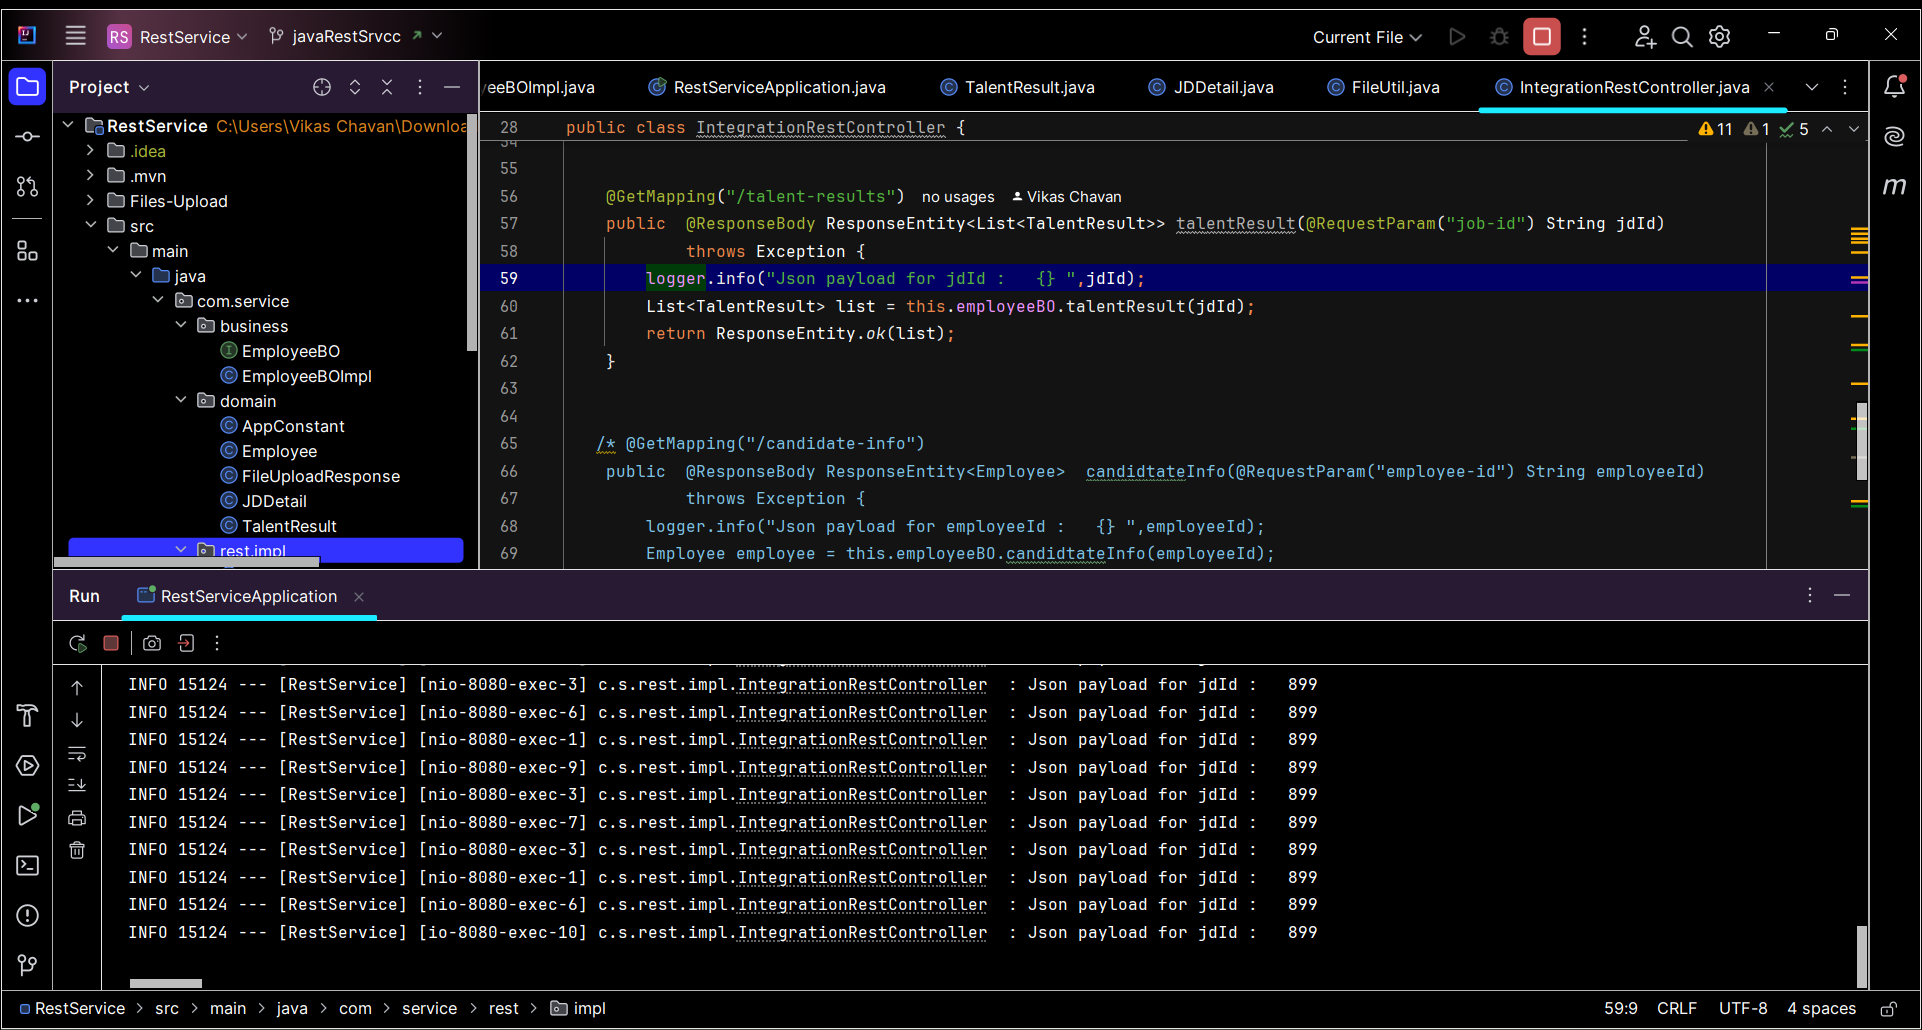 RS RestService javaRestSrvcc Current File
Project
RestService C:\Users\Vikas Chavan\Downloa
.idea
.mvn
Files-Upload
src
main
java
com.service
business
EmployeeBO
EmployeeBOImpl
domain
AppConstant
Employee
FileUploadResponse
JDDetail
TalentResult
rest.impl
eeBOImpl.java RestServiceApplication.java TalentResult.java JDDetail.java FileUtil.java IntegrationRestController.java
28 public class IntegrationRestController { 11 1 5
54
55
56 @GetMapping("/talent-results") no usages Vikas Chavan
57 public @ResponseBody ResponseEntity<List<TalentResult>> talentResult(@RequestParam("job-id") String jdId)
58 throws Exception {
59 logger.info("Json payload for jdId :   {} ",jdId);
60 List<TalentResult> list = this.employeeBO.talentResult(jdId);
61 return ResponseEntity.ok(list);
62 }
63
64
65 /* @GetMapping("/candidate-info")
66 public @ResponseBody ResponseEntity<Employee> candidtateInfo(@RequestParam("employee-id") String employeeId)
67 throws Exception {
68 logger.info("Json payload for employeeId :   {} ",employeeId);
69 Employee employee = this.employeeBO.candidtateInfo(employeeId);
m
Run RestServiceApplication
INFO 15124 --- [RestService] [nio-8080-exec-3] c.s.rest.impl.IntegrationRestController : Json payload for jdId : 899
INFO 15124 --- [RestService] [nio-8080-exec-6] c.s.rest.impl.IntegrationRestController : Json payload for jdId : 899
INFO 15124 --- [RestService] [nio-8080-exec-1] c.s.rest.impl.IntegrationRestController : Json payload for jdId : 899
INFO 15124 --- [RestService] [nio-8080-exec-9] c.s.rest.impl.IntegrationRestController : Json payload for jdId : 899
INFO 15124 --- [RestService] [nio-8080-exec-3] c.s.rest.impl.IntegrationRestController : Json payload for jdId : 899
INFO 15124 --- [RestService] [nio-8080-exec-7] c.s.rest.impl.IntegrationRestController : Json payload for jdId : 899
INFO 15124 --- [RestService] [nio-8080-exec-3] c.s.rest.impl.IntegrationRestController : Json payload for jdId : 899
INFO 15124 --- [RestService] [nio-8080-exec-1] c.s.rest.impl.IntegrationRestController : Json payload for jdId : 899
INFO 15124 --- [RestService] [nio-8080-exec-6] c.s.rest.impl.IntegrationRestController : Json payload for jdId : 899
INFO 15124 --- [RestService] [io-8080-exec-10] c.s.rest.impl.IntegrationRestController : Json payload for jdId : 899
RestService > src > main > java > com > service > rest > impl 59:9 CRLF UTF-8 4 spaces